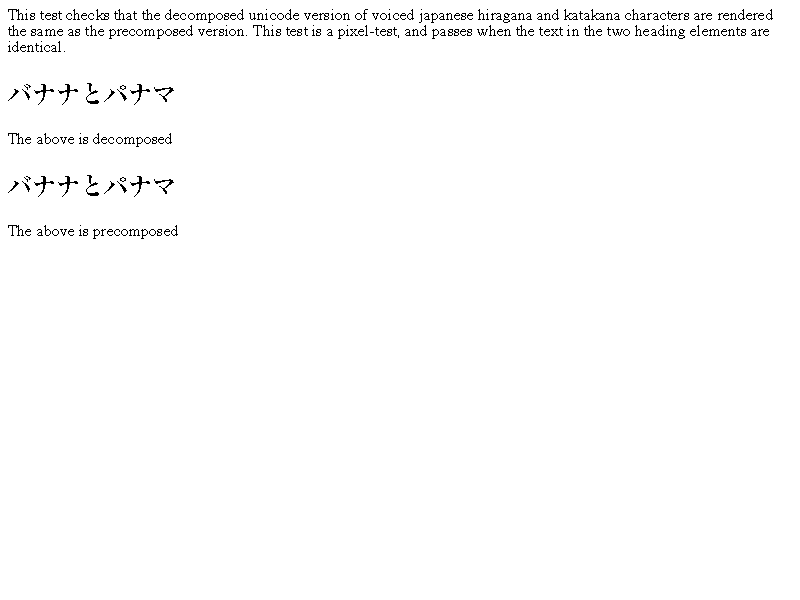 This test checks that the decomposed unicode version of voiced japanese hiragana and katakana characters are rendered
the same as the precomposed version. This test is a pixel-test, and passes when the text in the two heading elements are
identical.
バナナとパナマ
The above is decomposed
バナナとパナマ
The above is precomposed